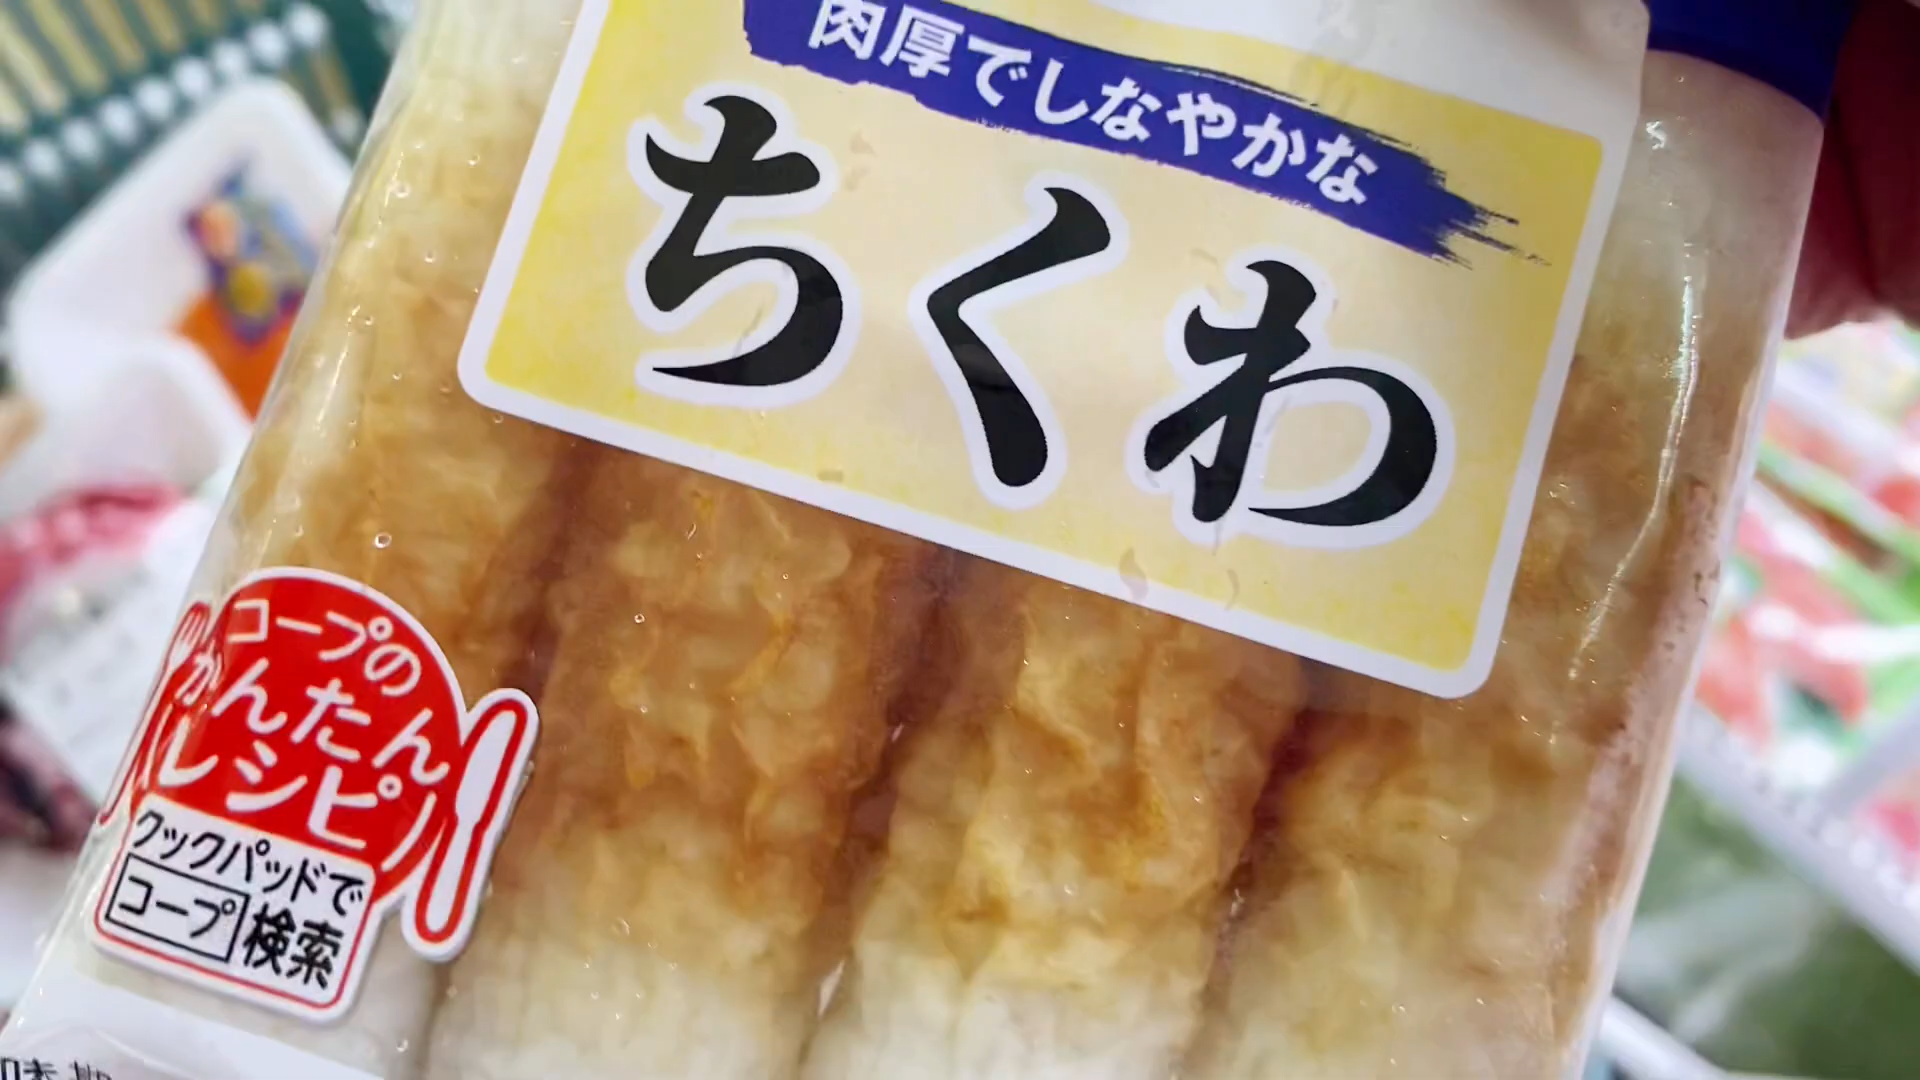 肉厚でしなやかな
ちくわ
コープの
かんたん
レシピ
クックパッドで
コープ 検索